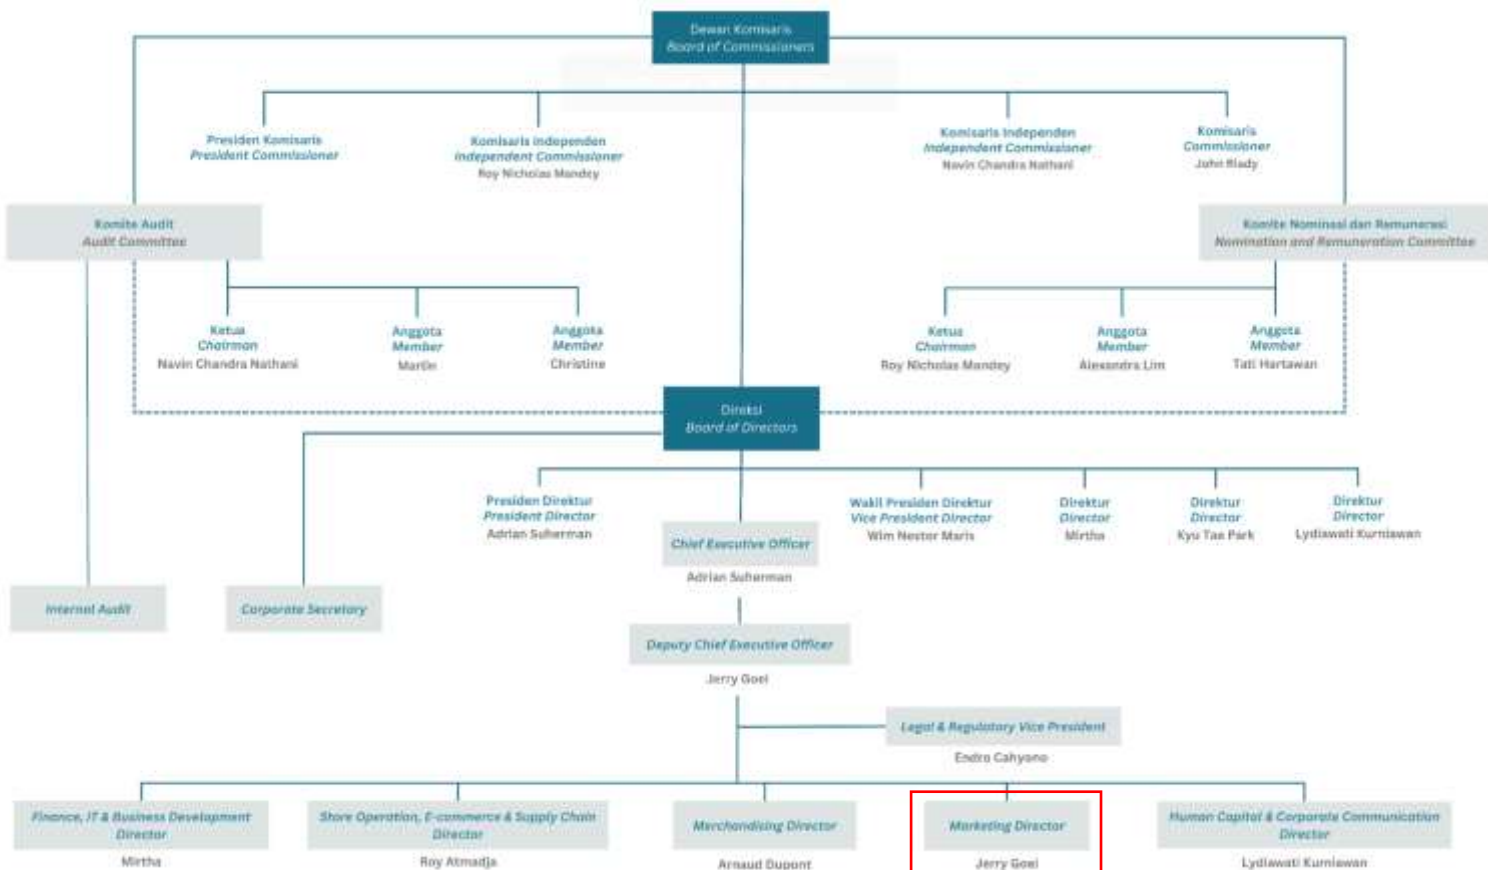 Dewan Komisaris
Board of Commissioners
Presiden Komisaris
President Commissioner
Komisaris Independen
Independent Commissioner
Roy Nicholas Mandey
Komisaris Independen
Independent Commissioner
Navin Chandra Nathani
Komisaris
Commissioner
John Riady
Komite Audit
Audit Committee
Komite Nominasi dan Remunerasi
Nomination and Remuneration Committee
Ketua
Chairman
Navin Chandra Nathani
Anggota
Member
Martin
Anggota
Member
Christine
Ketua
Chairman
Roy Nicholas Mandey
Anggota
Member
Alexandra Lim
Anggota
Member
Tati Hartawan
Direksi
Board of Directors
Presiden Direktur
President Director
Adrian Suherman
Chief Executive Officer
Adrian Suherman
Wakil Presiden Direktur
Vice President Director
Wim Nestor Maris
Direktur
Director
Mirtha
Direktur
Director
Kyu Tae Park
Direktur
Director
Lydiawati Kurniawan
Internal Audit
Corporate Secretary
Deputy Chief Executive Officer
Jerry Goei
Legal & Regulatory Vice President
Endro Cahyono
Finance, IT & Business Development
Director
Mirtha
Store Operation, E-commerce & Supply Chain
Director
Roy Atmadja
Merchandising Director
Arnaud Dupont
Marketing Director
Jerry Goei
Human Capital & Corporate Communication
Director
Lydiawati Kurniawan